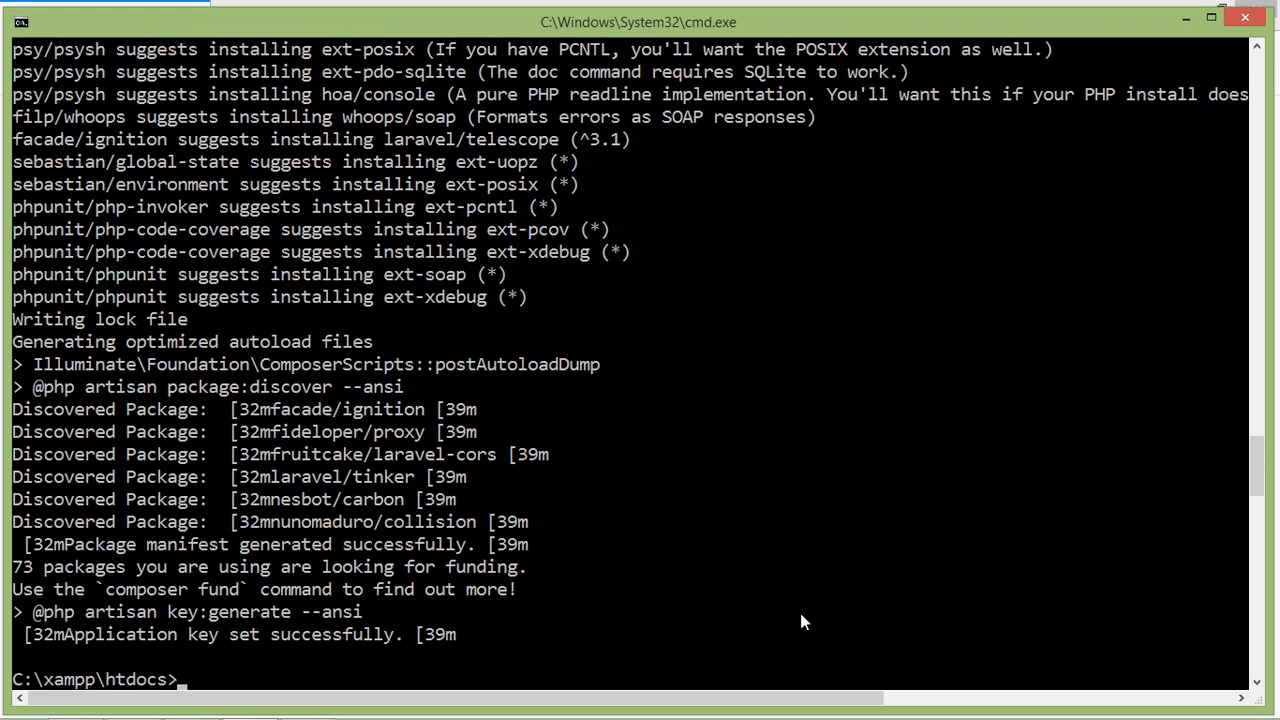 C:\Windows\System32\cmd.exe
psy/psysh suggests installing ext-posix (If you have PCNTL, you'll want the POSIX extension as well.)
psy/psysh suggests installing ext-pdo-sqlite (The doc command requires SQLite to work.)
psy/psysh suggests installing hoa/console (A pure PHP readline implementation. You'll want this if your PHP install does
filp/whoops suggests installing whoops/soap (Formats errors as SOAP responses)
facade/ignition suggests installing laravel/telescope (^3.1)
sebastian/global-state suggests installing ext-uopz (*)
sebastian/environment suggests installing ext-posix (*)
phpunit/php-invoker suggests installing ext-pcntl (*)
phpunit/php-code-coverage suggests installing ext-pcov (*)
phpunit/php-code-coverage suggests installing ext-xdebug (*)
phpunit/phpunit suggests installing ext-soap (*)
phpunit/phpunit suggests installing ext-xdebug (*)
Writing lock file
Generating optimized autoload files
> Illuminate\Foundation\ComposerScripts::postAutoloadDump
> @php artisan package:discover --ansi
Discovered Package:  [32mfacade/ignition [39m
Discovered Package:  [32mfideloper/proxy [39m
Discovered Package:  [32mfruitcake/laravel-cors [39m
Discovered Package:  [32mlaravel/tinker [39m
Discovered Package:  [32mnesbot/carbon [39m
Discovered Package:  [32mnunomaduro/collision [39m
[32mPackage manifest generated successfully. [39m
73 packages you are using are looking for funding.
Use the `composer fund` command to find out more!
> @php artisan key:generate --ansi
[32mApplication key set successfully. [39m
C:\xampp\htdocs>